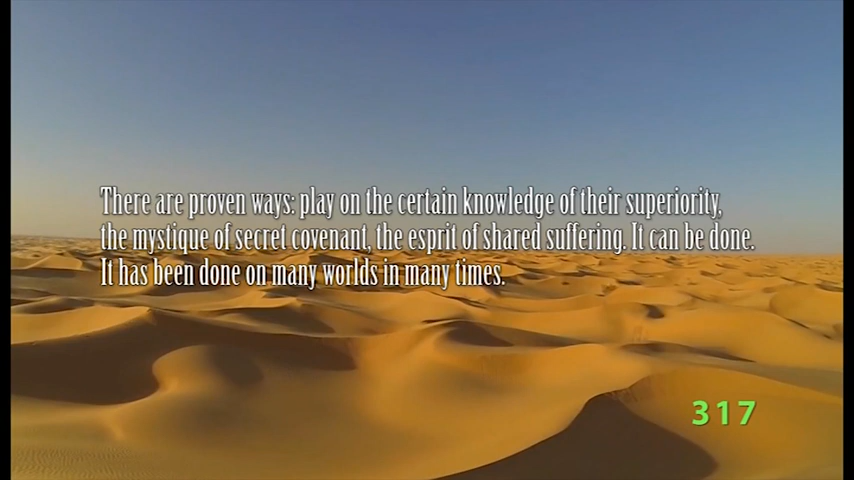 There are proven ways: play on the certain knowledge of their superiority,
the mystique of secret covenant, the esprit of shared suffering. It can be done.
It has been done on many worlds in many times.
317